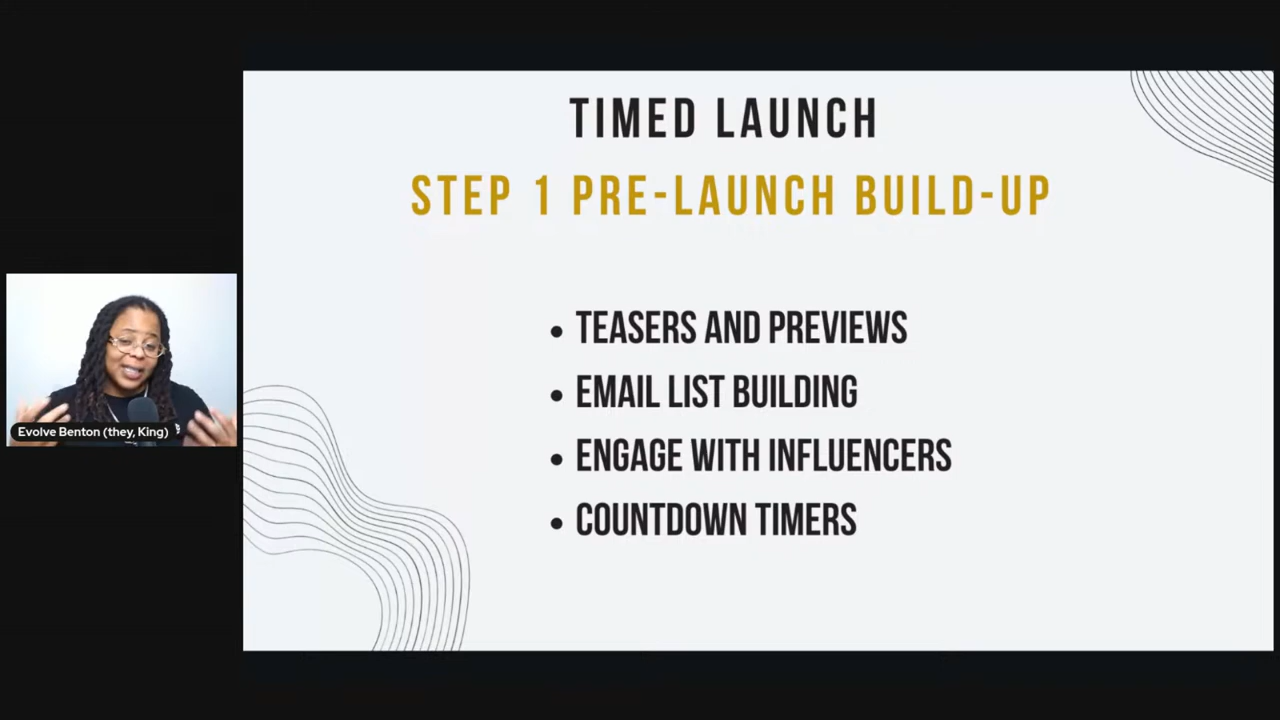 TIMED LAUNCH
STEP 1 PRE-LAUNCH BUILD-UP
• TEASERS AND PREVIEWS
• EMAIL LIST BUILDING
• ENGAGE WITH INFLUENCERS
• COUNTDOWN TIMERS
Evolve Benton (they, King)